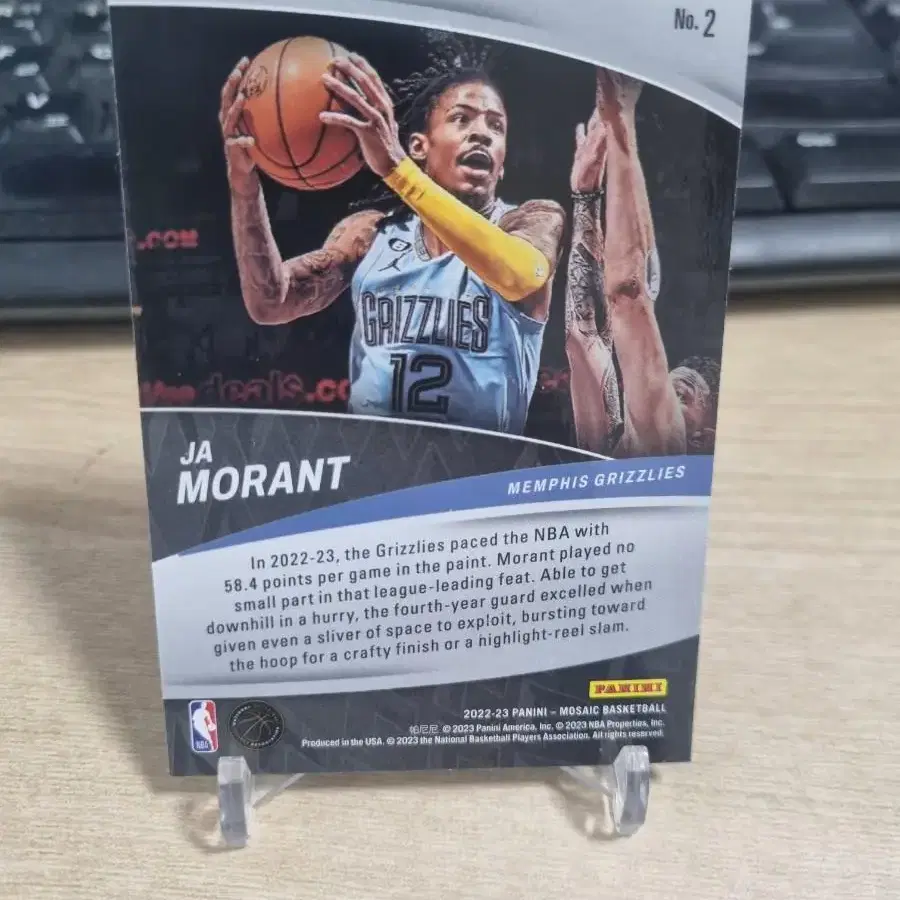 No. 2
.COM
deals.co
6
GRIZZLIES
12
JA
MORANT
MEMPHIS GRIZZLIES
In 2022-23, the Grizzlies paced the NBA with
58.4 points per game in the paint. Morant played no
small part in that league-leading feat. Able to get
downhill in a hurry, the fourth-year guard excelled when
given even a sliver of space to exploit, bursting toward
the hoop for a crafty finish or a highlight-reel slam.
PANINI
2022-23 PANINI – MOSAIC BASKETBALL
帕尼尼 © 2023 Panini America, Inc. © 2023 NBA Properties, Inc.
Produced in the USA. © 2023 the National Basketball Players Association. All rights reserved.
NBA